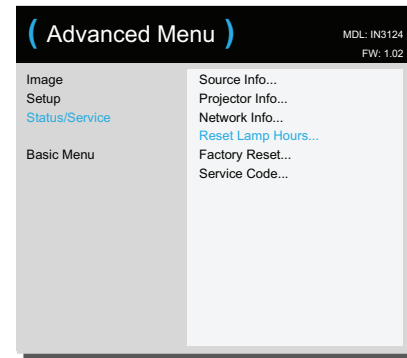 ( Advanced Menu )
MDL: IN3124
FW: 1.02
Image
Setup
Status/Service
Basic Menu
Source Info...
Projector Info...
Network Info...
Reset Lamp Hours...
Factory Reset...
Service Code...